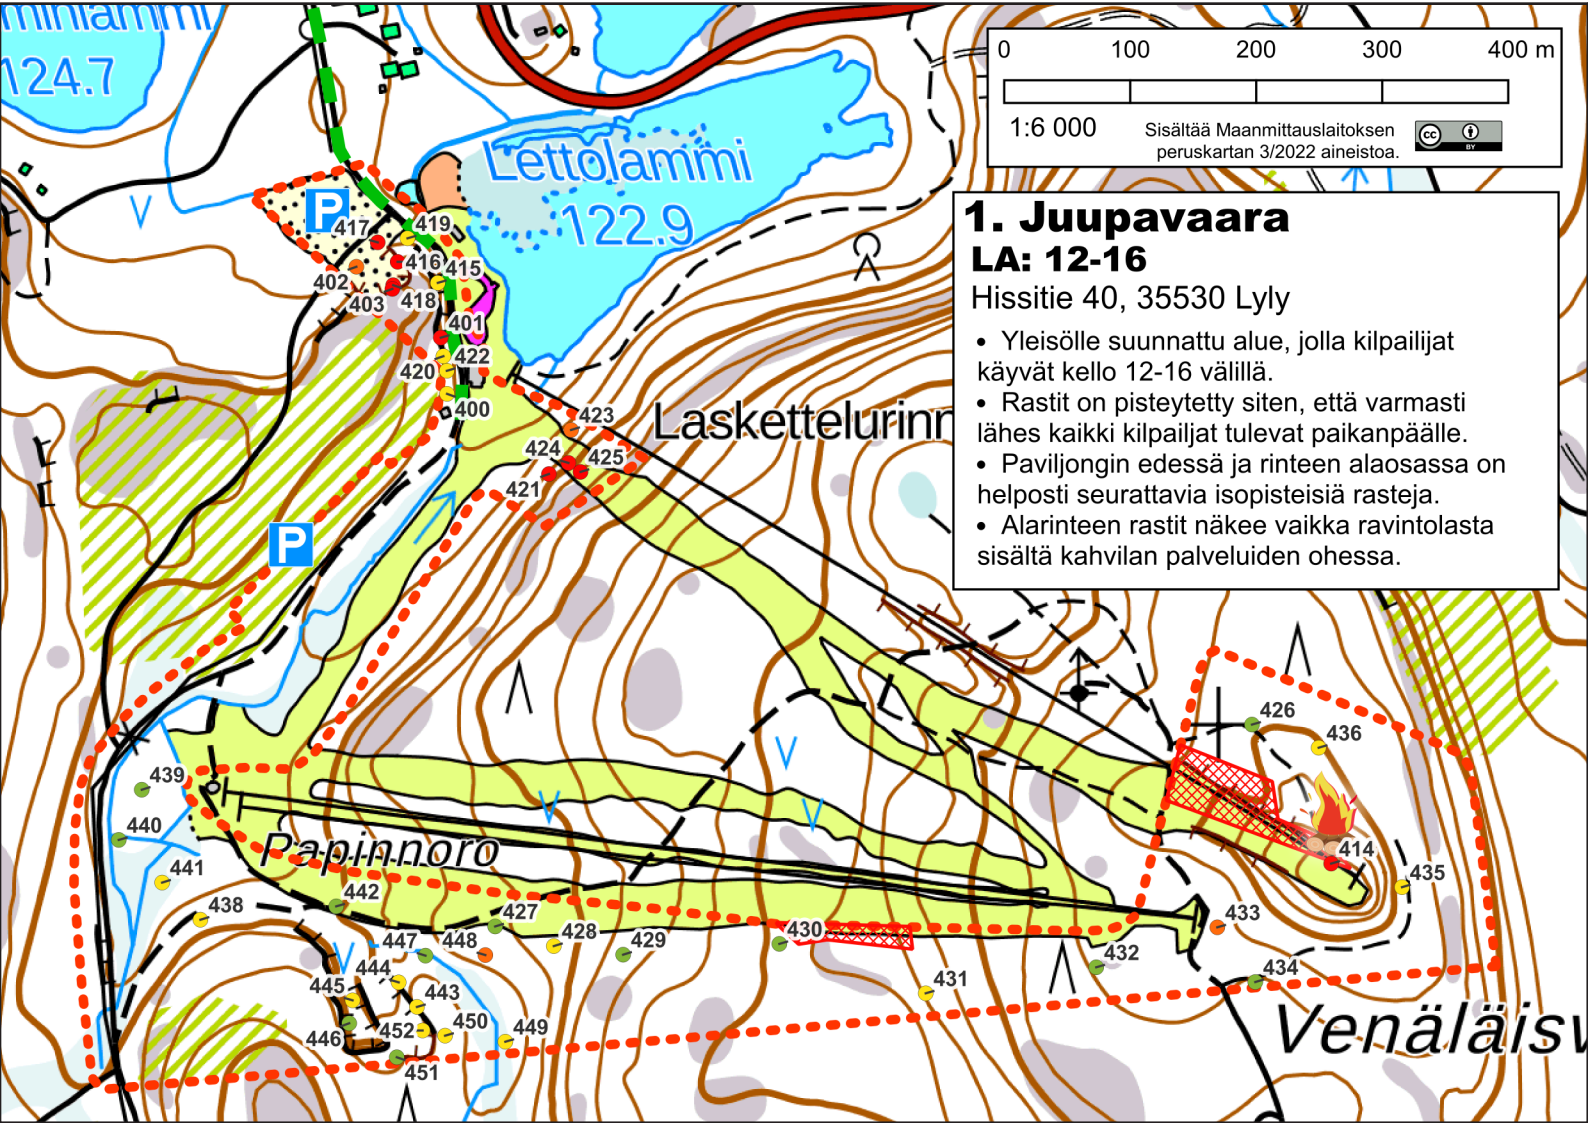 miniammi
124.7
Lettolammi
122.9
0 100 200 300 400 m
1:6 000
Sisältää Maanmittauslaitoksen
peruskartan 3/2022 aineistoa.
cc
BY
1. Juupavaara
LA: 12-16
Hissitie 40, 35530 Lyly
• Yleisölle suunnattu alue, jolla kilpailijat
käyvät kello 12-16 välillä.
• Rastit on pisteytetty siten, että varmasti
lähes kaikki kilpailjat tulevat paikanpäälle.
• Paviljongin edessä ja rinteen alaosassa on
helposti seurattavia isopisteisiä rasteja.
• Alarinteen rastit näkee vaikka ravintolasta
sisältä kahvilan palveluiden ohessa.
P
417
419
416
415
402
403
418
401
422
420
400
423
Laskettelurinn
424
425
421
P
426
436
439
440
Papinnoro
414
441
435
438
442
427
433
447
448
428
429
430
432
434
444
445
443
431
446
452
450
449
451
Venäläisv